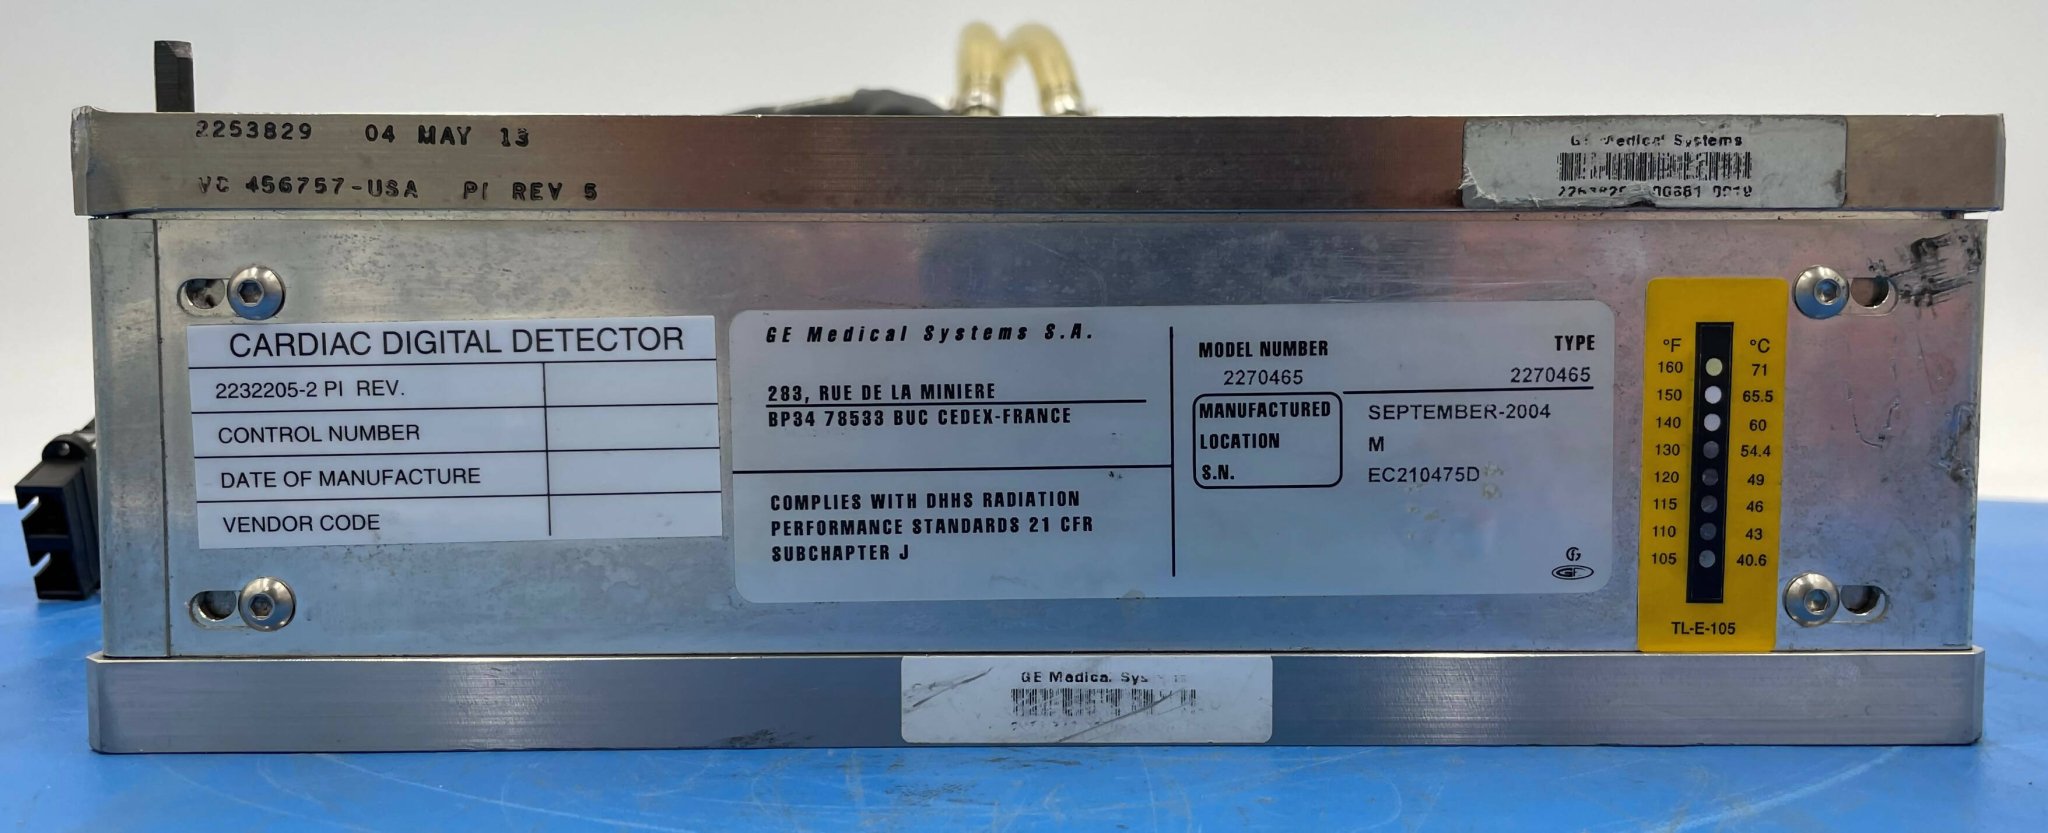 2253829 04 MAY 13
VC 456757-USA PI REV 5
GE Medical Systems
0019
CARDIAC DIGITAL DETECTOR
2232205-2 PI REV.
CONTROL NUMBER
DATE OF MANUFACTURE
VENDOR CODE
GE Medical Systems S.A.
283, RUE DE LA MINIERE
BP34 78533 BUC CEDEX-FRANCE
COMPLIES WITH DHHS RADIATION
PERFORMANCE STANDARDS 21 CFR
SUBCHAPTER J
MODEL NUMBER TYPE
2270465 2270465
MANUFACTURED SEPTEMBER-2004
LOCATION M
S.N. EC210475D
GE
°F °C
160 71
150 65.5
140 60
130 54.4
120 49
115 46
110 43
105 40.6
TL-E-105
GE Medical